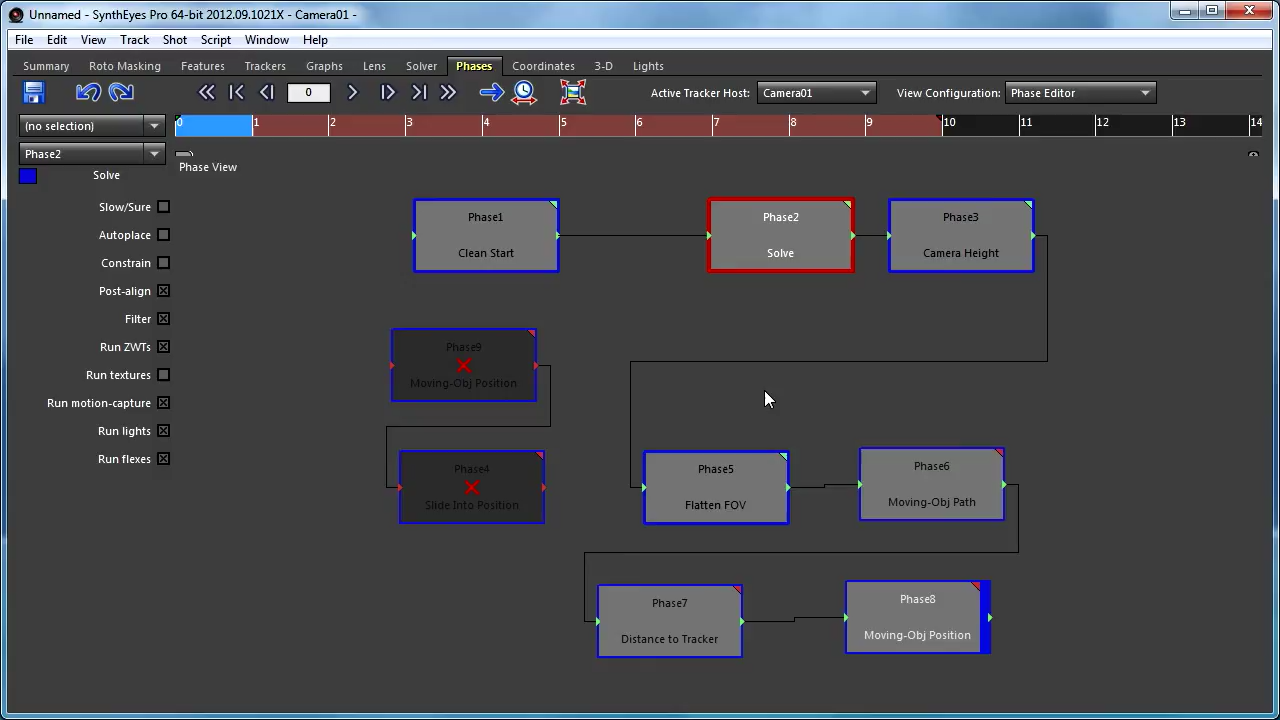 Unnamed - SynthEyes Pro 64-bit 2012.09.1021X - Camera01 -
File Edit View Track Shot Script Window Help
Summary Roto Masking Features Trackers Graphs Lens Solver Phases Coordinates 3-D Lights
0 Active Tracker Host: Camera01 View Configuration: Phase Editor
(no selection) 0 1 2 3 4 5 6 7 8 9 10 11 12 13 14
Phase2
Phase View
Solve
Slow/Sure
Autoplace
Constrain
Post-align
Filter
Run ZWTs
Run textures
Run motion-capture
Run lights
Run flexes
Phase1
Clean Start
Phase2
Solve
Phase3
Camera Height
Phase9
Moving-Obj Position
Phase4
Slide Into Position
Phase5
Flatten FOV
Phase6
Moving-Obj Path
Phase7
Distance to Tracker
Phase8
Moving-Obj Position